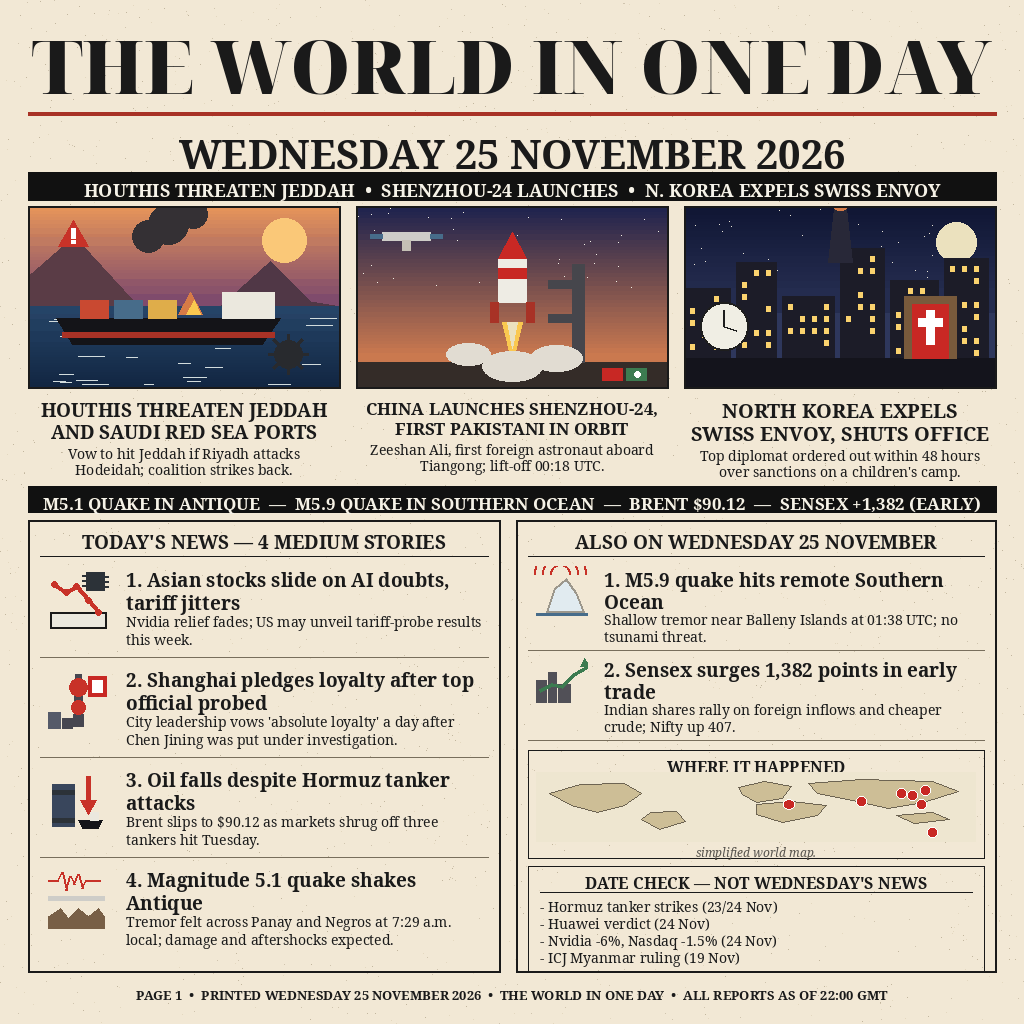 THE WORLD IN ONE DAY
WEDNESDAY 25 NOVEMBER 2026
HOUTHIS THREATEN JEDDAH • SHENZHOU-24 LAUNCHES • N. KOREA EXPELS SWISS ENVOY
!
HOUTHIS THREATEN JEDDAH
AND SAUDI RED SEA PORTS
Vow to hit Jeddah if Riyadh attacks
Hodeidah; coalition strikes back.
CHINA LAUNCHES SHENZHOU-24,
FIRST PAKISTANI IN ORBIT
Zeeshan Ali, first foreign astronaut aboard
Tiangong; lift-off 00:18 UTC.
NORTH KOREA EXPELS
SWISS ENVOY, SHUTS OFFICE
Top diplomat ordered out within 48 hours
over sanctions on a children's camp.
M5.1 QUAKE IN ANTIQUE — M5.9 QUAKE IN SOUTHERN OCEAN — BRENT $90.12 — SENSEX +1,382 (EARLY)
TODAY'S NEWS — 4 MEDIUM STORIES
1. Asian stocks slide on AI doubts,
tariff jitters
Nvidia relief fades; US may unveil tariff-probe results
this week.
2. Shanghai pledges loyalty after top
official probed
City leadership vows 'absolute loyalty' a day after
Chen Jining was put under investigation.
3. Oil falls despite Hormuz tanker
attacks
Brent slips to $90.12 as markets shrug off three
tankers hit Tuesday.
4. Magnitude 5.1 quake shakes
Antique
Tremor felt across Panay and Negros at 7:29 a.m.
local; damage and aftershocks expected.
ALSO ON WEDNESDAY 25 NOVEMBER
1. M5.9 quake hits remote Southern
Ocean
Shallow tremor near Balleny Islands at 01:38 UTC; no
tsunami threat.
2. Sensex surges 1,382 points in early
trade
Indian shares rally on foreign inflows and cheaper
crude; Nifty up 407.
WHERE IT HAPPENED
simplified world map.
DATE CHECK — NOT WEDNESDAY'S NEWS
- Hormuz tanker strikes (23/24 Nov)
- Huawei verdict (24 Nov)
- Nvidia -6%, Nasdaq -1.5% (24 Nov)
- ICJ Myanmar ruling (19 Nov)
PAGE 1 • PRINTED WEDNESDAY 25 NOVEMBER 2026 • THE WORLD IN ONE DAY • ALL REPORTS AS OF 22:00 GMT